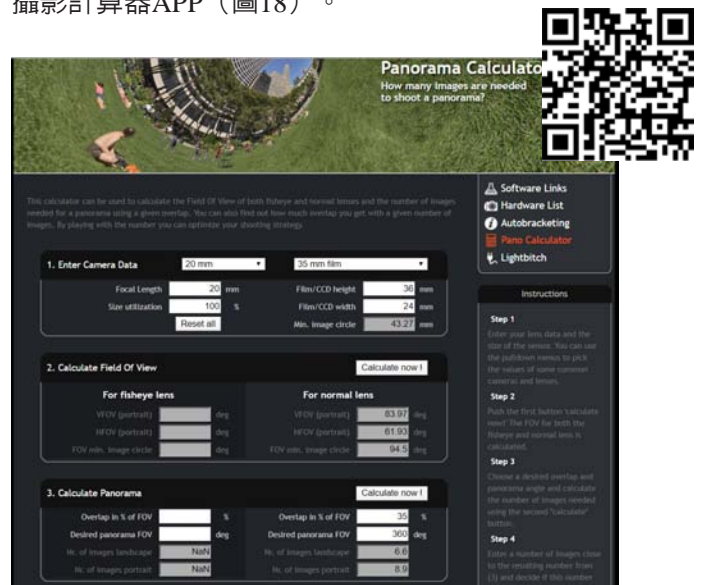 攝影計算器APP（圖18）。
Panorama Calculato
How many images are needed
to shoot a panorama?
This calculator can be used to calculate the Field Of View of both fisheye and normal lenses and the number of images
needed for a panorama using a given overlap. You can also find out how much overlap you get with a given number of
images. By playing with the number you can optimize your shooting strategy.
Software Links
Hardware List
Autobracketing
Pano Calculator
Lightbitch
1. Enter Camera Data 20 mm 35 mm film
Focal Length 20 mm Film/CCD height 36 mm
Size utilization 100 % Film/CCD width 24 mm
Reset all Min. image circle 43.27 mm
2. Calculate Field Of View Calculate now !
For fisheye lens For normal lens
VFOV (portrait) deg VFOV (portrait) 83.97 deg
HFOV (portrait) deg HFOV (portrait) 61.93 deg
FOV min. image circle deg FOV min. image circle 94.5 deg
3. Calculate Panorama Calculate now !
Overlap in % of FOV % Overlap in % of FOV 35 %
Desired panorama FOV deg Desired panorama FOV 360 deg
Nr. of images landscape NaN Nr. of images landscape 6.6
Nr. of images portrait NaN Nr. of images portrait 8.9
Instructions
Step 1
Enter your lens data and the
size of the sensor. You can use
the pulldown menus to pick
the values of some common
cameras and lenses.
Step 2
Push the first button 'calculate
now!' The FOV for both the
fisheye and normal lens is
calculated.
Step 3
Choose a desired overlap and
panorama angle and calculate
the number of images needed
using the second 'calculate'
button.
Step 4
Enter a number of images close
to the resulting number from
(3) and decide if this number